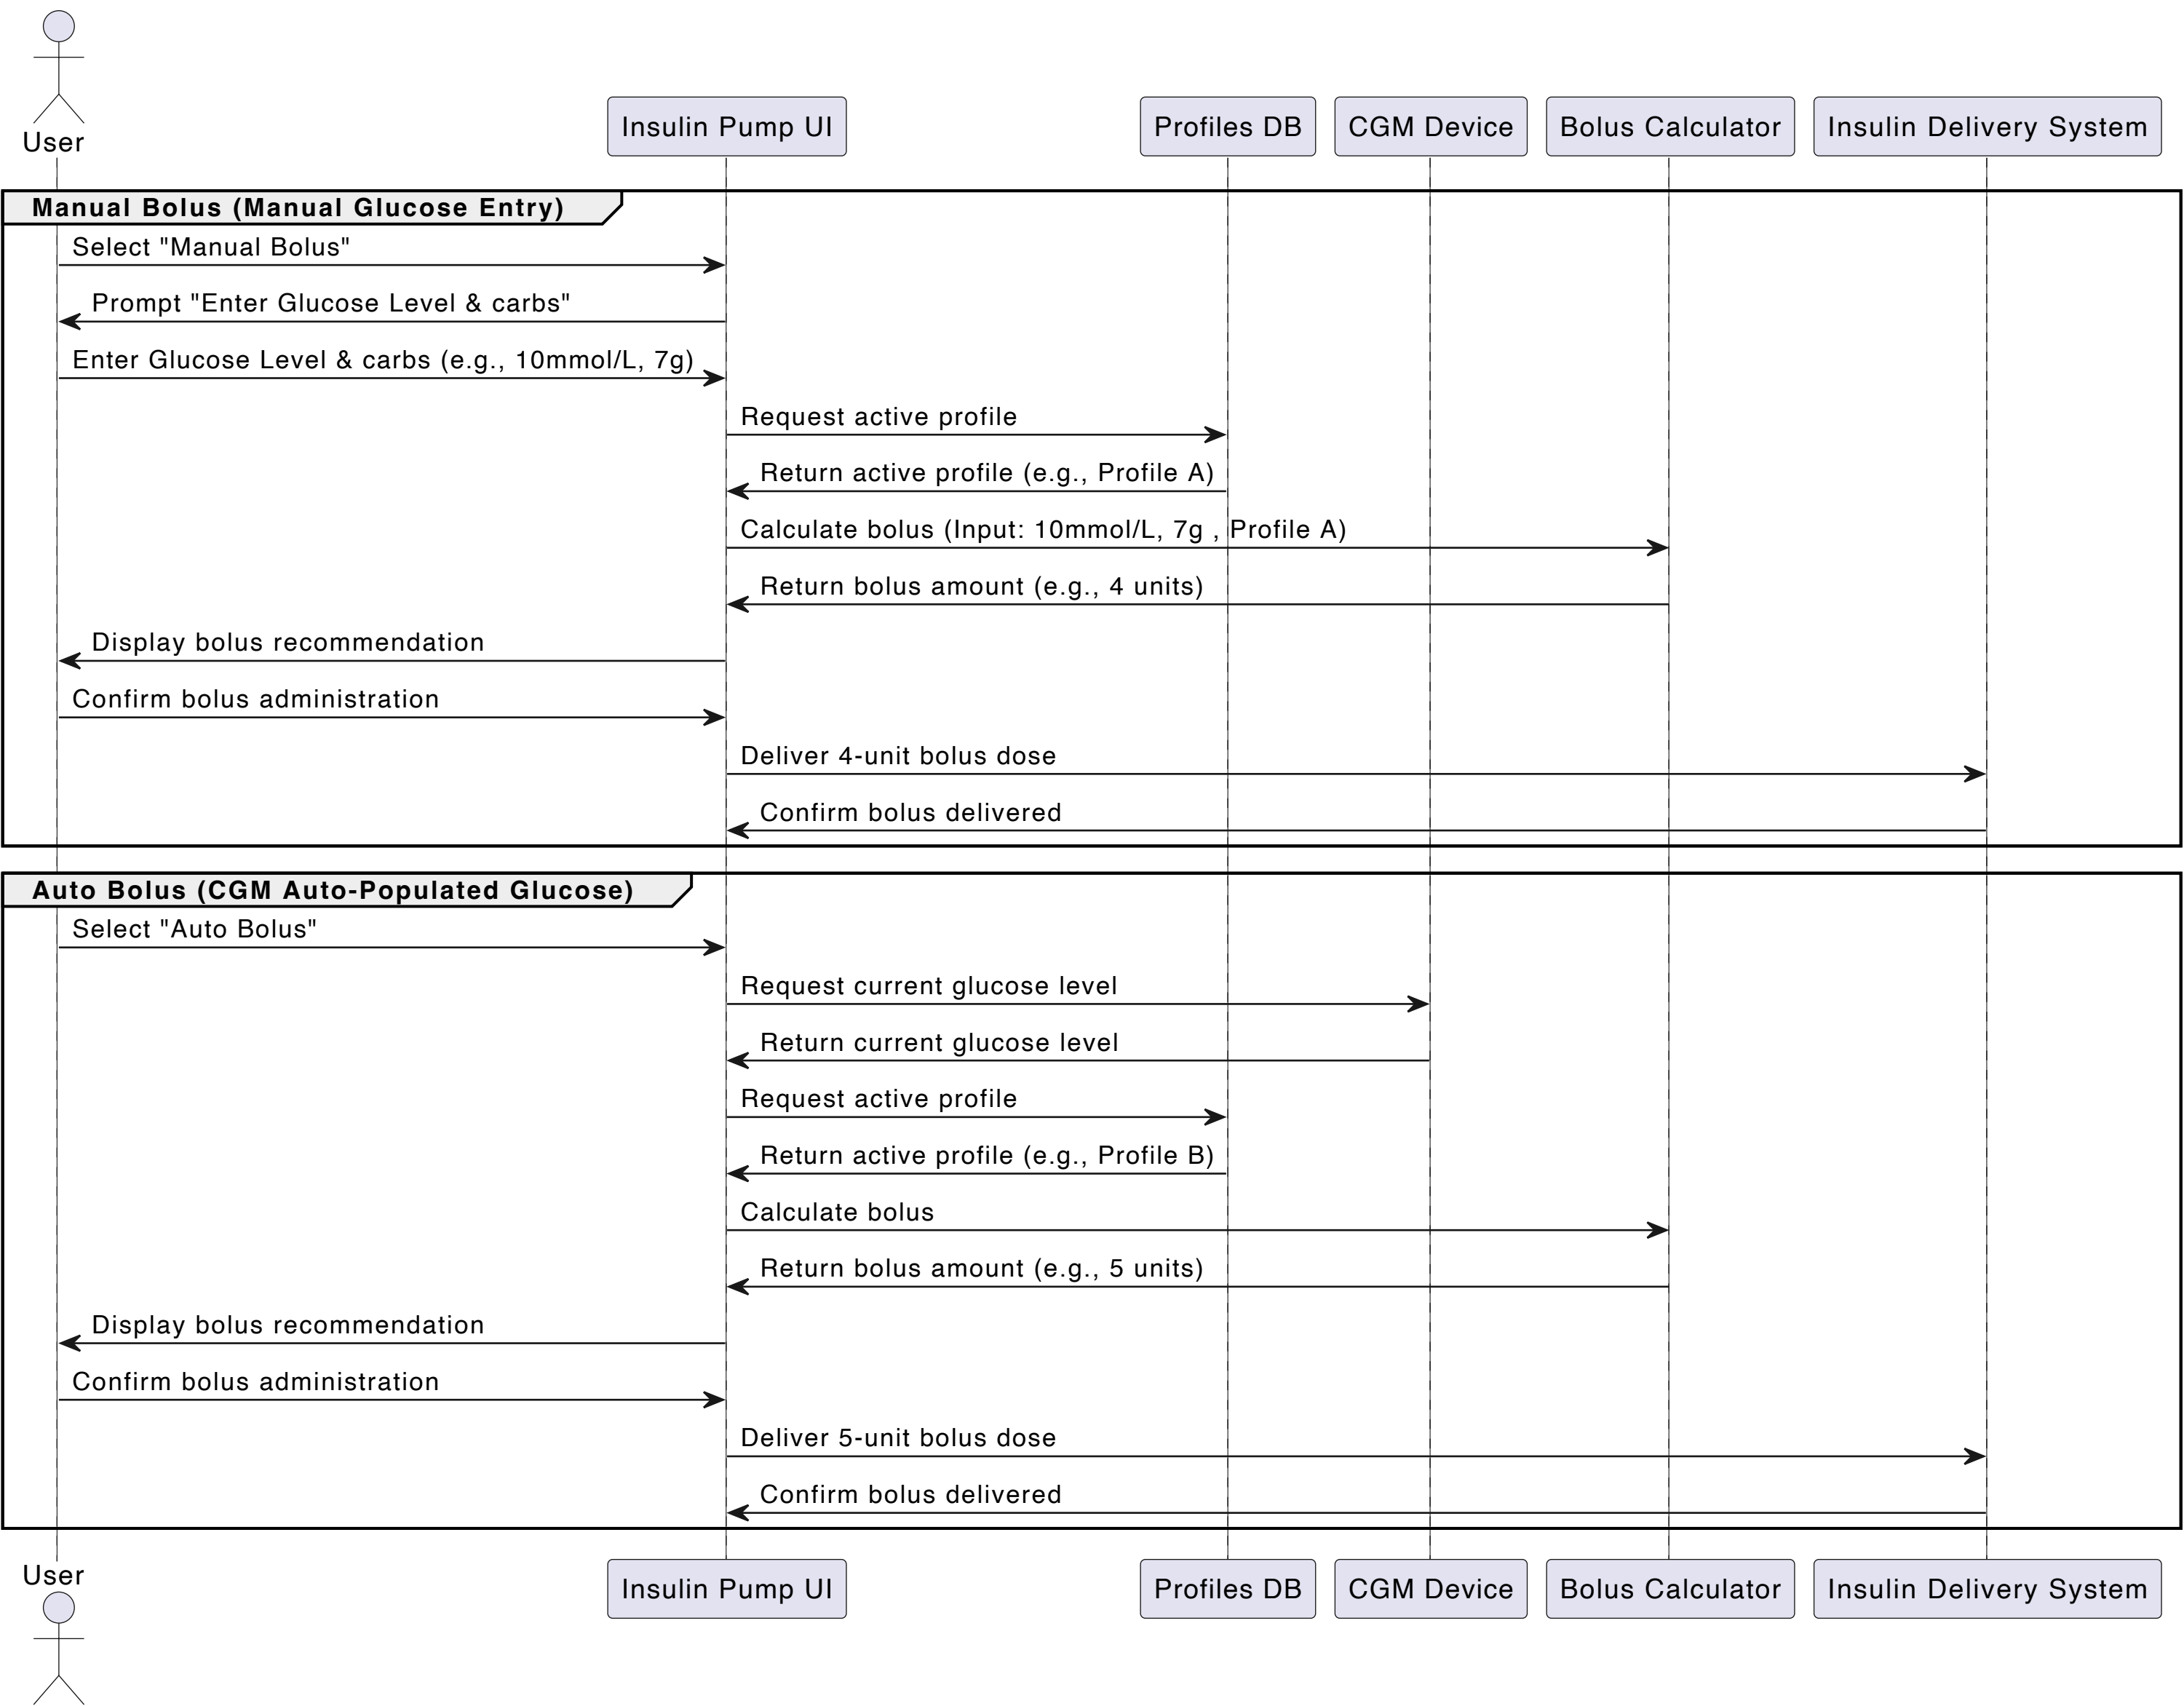 User
Insulin Pump UI
Profiles DB
CGM Device
Bolus Calculator
Insulin Delivery System
Manual Bolus (Manual Glucose Entry)
Select "Manual Bolus"
Prompt "Enter Glucose Level & carbs"
Enter Glucose Level & carbs (e.g., 10mmol/L, 7g)
Request active profile
Return active profile (e.g., Profile A)
Calculate bolus (Input: 10mmol/L, 7g , Profile A)
Return bolus amount (e.g., 4 units)
Display bolus recommendation
Confirm bolus administration
Deliver 4-unit bolus dose
Confirm bolus delivered
Auto Bolus (CGM Auto-Populated Glucose)
Select "Auto Bolus"
Request current glucose level
Return current glucose level
Request active profile
Return active profile (e.g., Profile B)
Calculate bolus
Return bolus amount (e.g., 5 units)
Display bolus recommendation
Confirm bolus administration
Deliver 5-unit bolus dose
Confirm bolus delivered
User
Insulin Pump UI
Profiles DB
CGM Device
Bolus Calculator
Insulin Delivery System